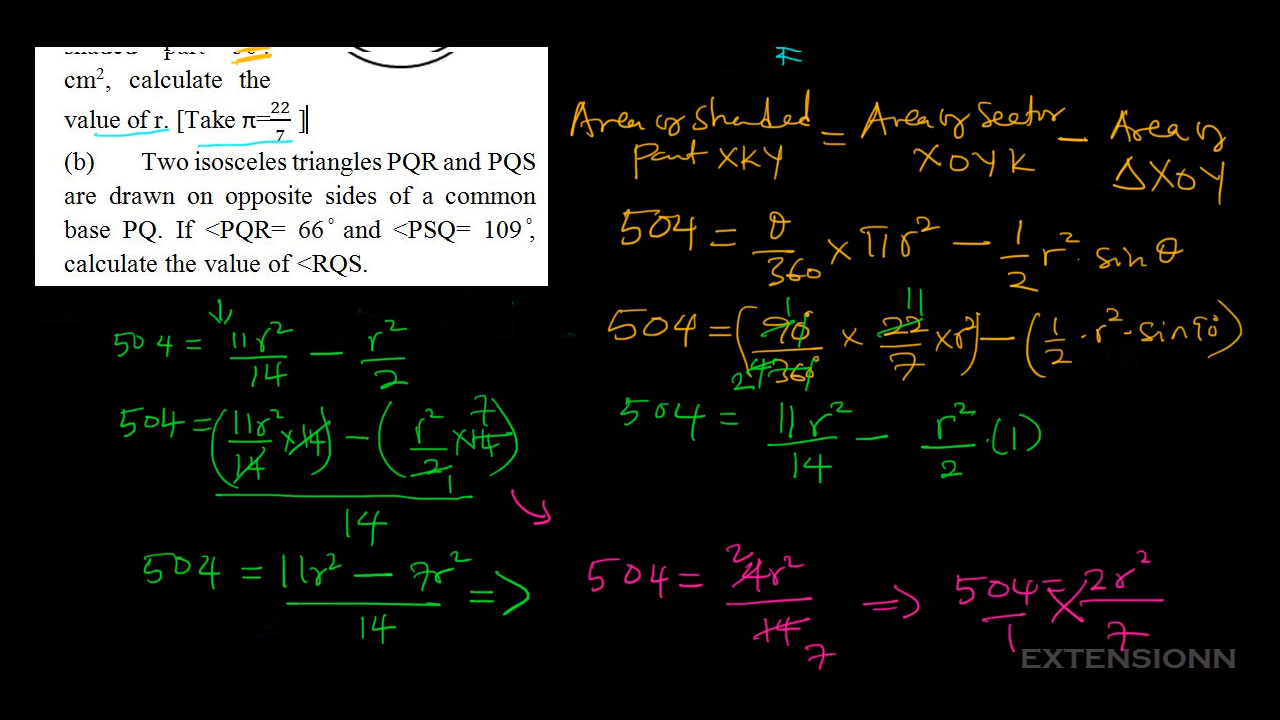 shaded part 504
cm², calculate the
value of r. [Take π=22/7 ]
(b) Two isosceles triangles PQR and PQS
are drawn on opposite sides of a common
base PQ. If <PQR= 66° and <PSQ= 109°,
calculate the value of <RQS.
Area of Shaded part XKY = Area of Sector XOYK − Area of ΔXOY
504 = θ/360 × πr² − 1/2 r² · sin θ
504 = (90/360 × 22/7 × r²) − (1/2 · r² · sin 90°)
504 = 11r²/14 − r²/2 · (1)
504 = 11r²/14 − r²/2
504 = (11r²/14 × 14) − (r²/2 × 14) / 14
504 = 11r² − 7r² / 14 =>
504 = 4r²/14 => 504/1 = 2r²/7
EXTENSIONN